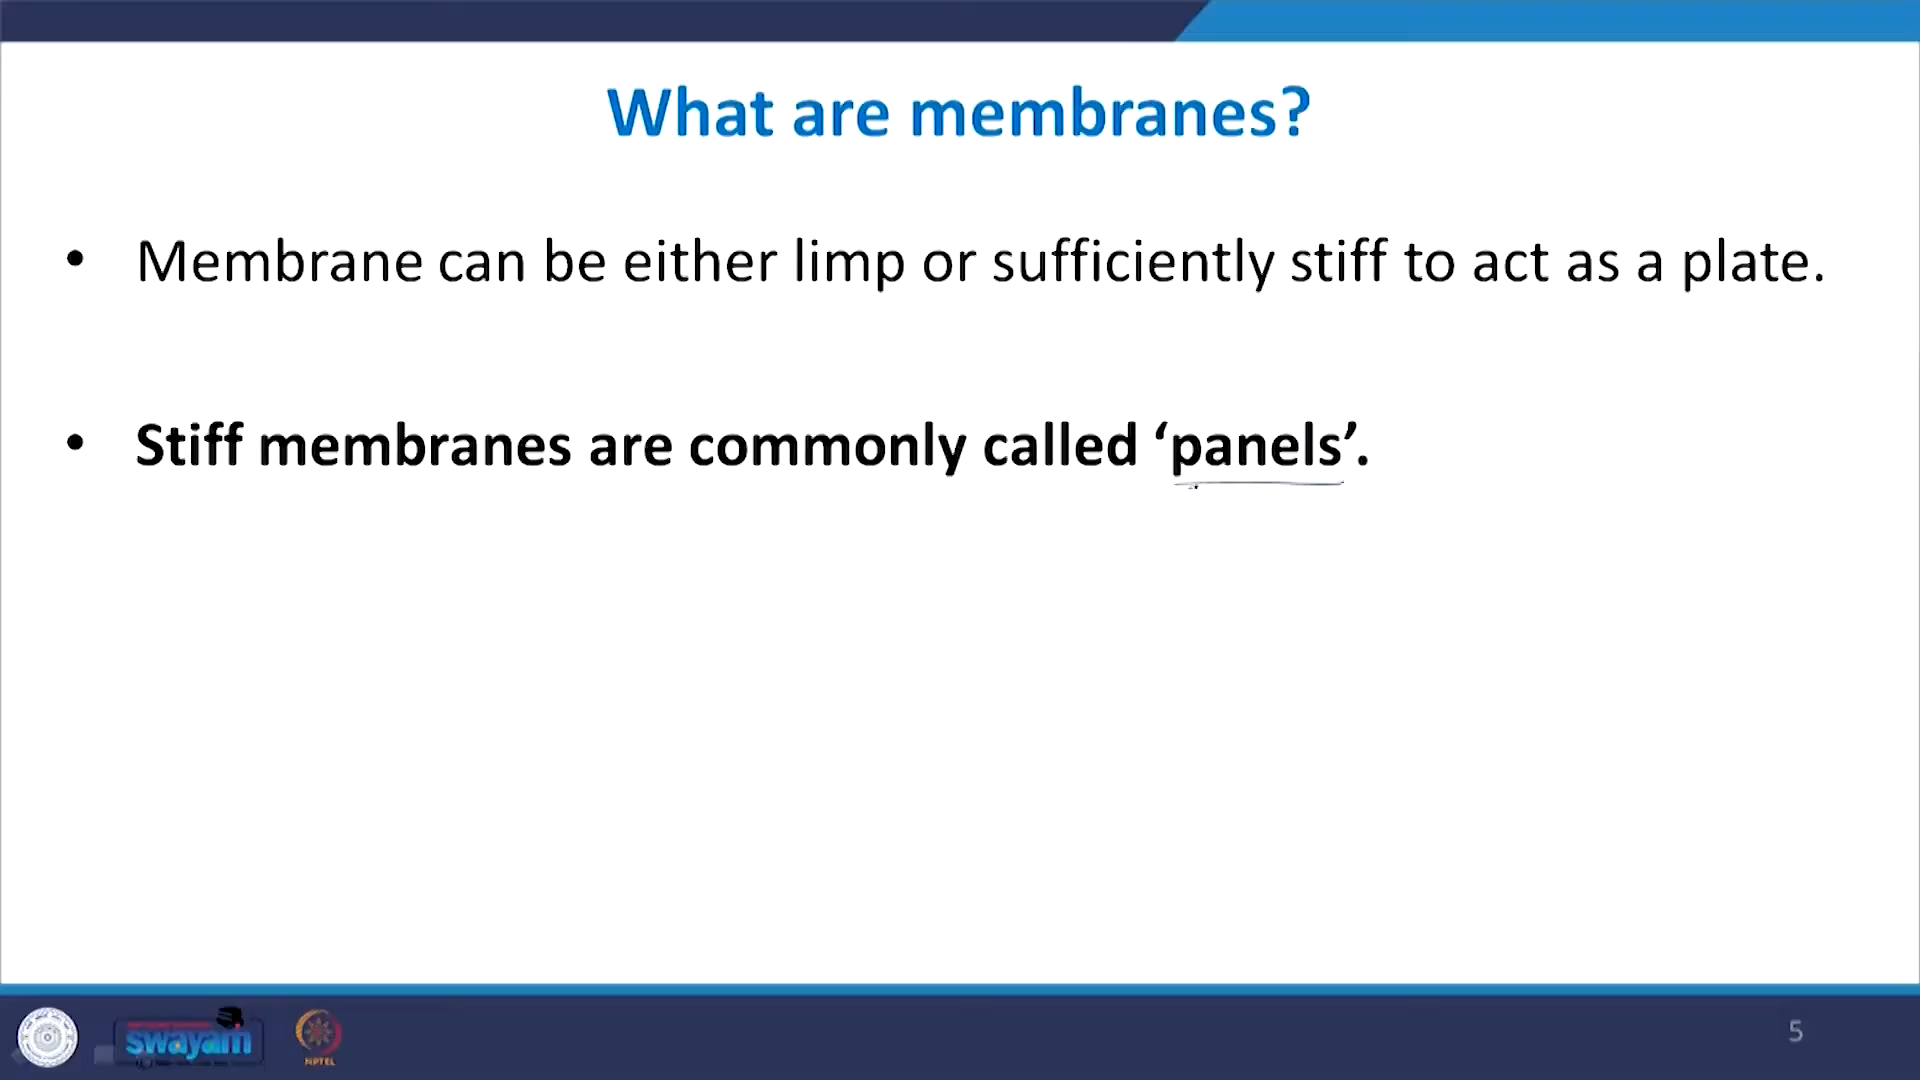 What are membranes?
• Membrane can be either limp or sufficiently stiff to act as a plate.
• Stiff membranes are commonly called ‘panels’.
swayam
NPTEL
5